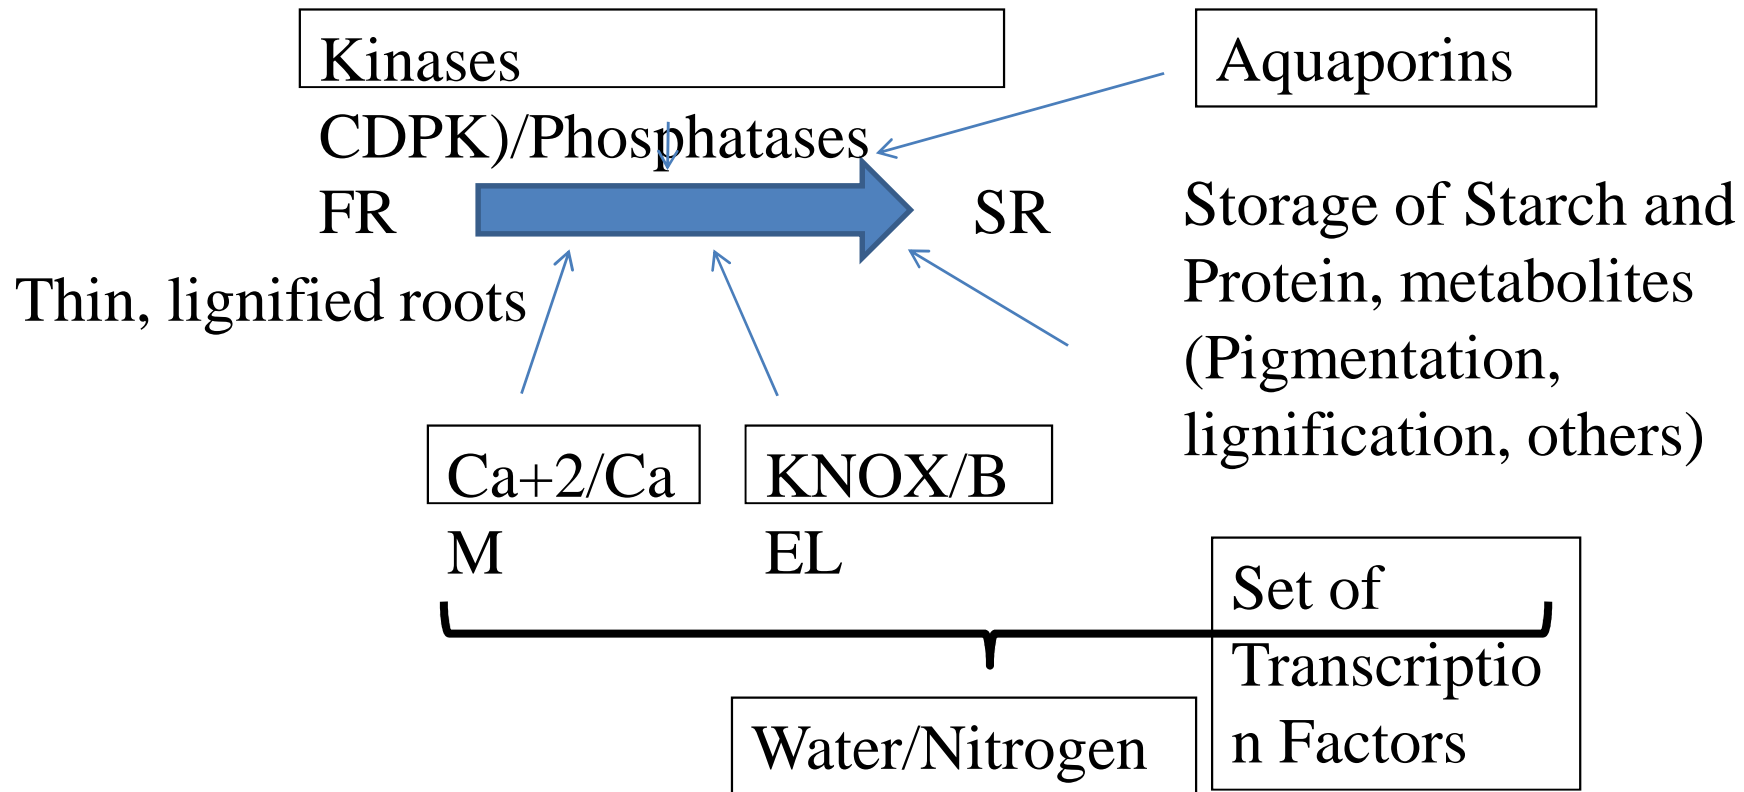 Kinases
CDPK)/Phosphatases
Aquaporins
FR
SR
Thin, lignified roots
Storage of Starch and
Protein, metabolites
(Pigmentation,
lignification, others)
Ca+2/Ca
M
KNOX/B
EL
Set of
Transcriptio
n Factors
Water/Nitrogen